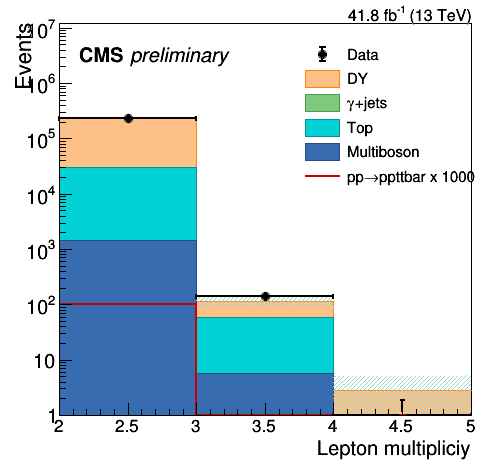 41.8 fb⁻¹ (13 TeV)
Events
CMS preliminary
Data
DY
γ+jets
Top
Multiboson
pp→ppttbar x 1000
10⁷
10⁶
10⁵
10⁴
10³
10²
10
1
2 2.5 3 3.5 4 4.5 5
Lepton multipliciy